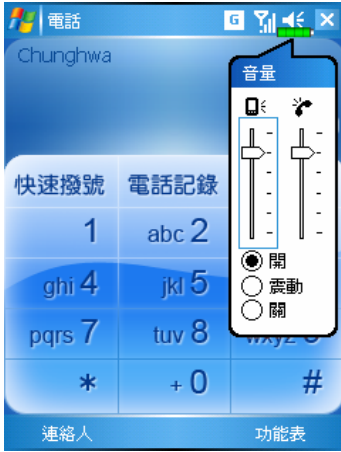 電話
G
Chunghwa
音量
快速撥號 電話記錄
開
震動
關
1 abc 2
ghi 4 jkl 5
pqrs 7 tuv 8
* + 0 #
連絡人 功能表